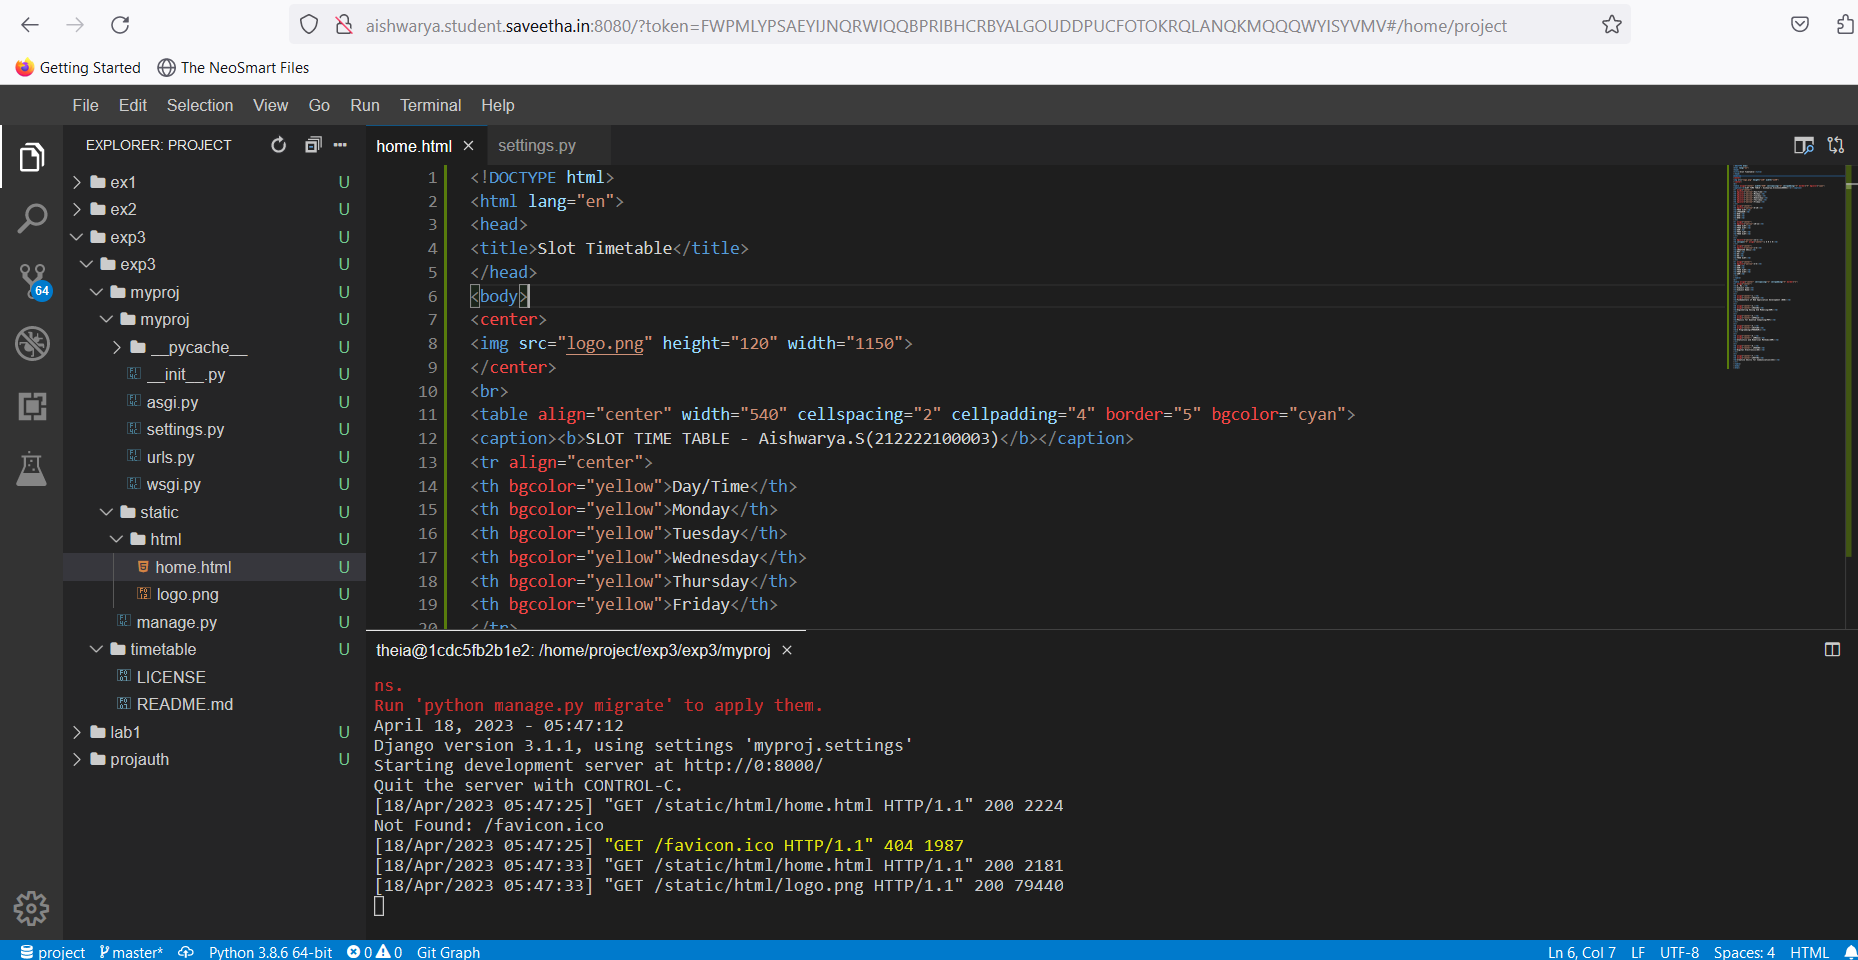 aishwarya.student.saveetha.in:8080/?token=FWPMLYPSAEYIJNQRWIQQBPRIBHCRBYALGOUDDPUCFOTOKRQLANQKMQQQWYISYVMV#/home/project
Getting Started The NeoSmart Files
File Edit Selection View Go Run Terminal Help
EXPLORER: PROJECT
ex1 U
ex2 U
exp3 U
exp3 U
myproj U
myproj U
__pycache__ U
__init__.py U
asgi.py U
settings.py U
urls.py U
wsgi.py U
static U
html U
home.html U
logo.png U
manage.py U
timetable U
LICENSE
README.md
lab1 U
projauth U
64
home.html settings.py
1 <!DOCTYPE html>
2 <html lang="en">
3 <head>
4 <title>Slot Timetable</title>
5 </head>
6 <body>
7 <center>
8 <img src="logo.png" height="120" width="1150">
9 </center>
10 <br>
11 <table align="center" width="540" cellspacing="2" cellpadding="4" border="5" bgcolor="cyan">
12 <caption><b>SLOT TIME TABLE - Aishwarya.S(212222100003)</b></caption>
13 <tr align="center">
14 <th bgcolor="yellow">Day/Time</th>
15 <th bgcolor="yellow">Monday</th>
16 <th bgcolor="yellow">Tuesday</th>
17 <th bgcolor="yellow">Wednesday</th>
18 <th bgcolor="yellow">Thursday</th>
19 <th bgcolor="yellow">Friday</th>
20 </tr>
theia@1cdc5fb2b1e2: /home/project/exp3/exp3/myproj
ns.
Run 'python manage.py migrate' to apply them.
April 18, 2023 - 05:47:12
Django version 3.1.1, using settings 'myproj.settings'
Starting development server at http://0:8000/
Quit the server with CONTROL-C.
[18/Apr/2023 05:47:25] "GET /static/html/home.html HTTP/1.1" 200 2224
Not Found: /favicon.ico
[18/Apr/2023 05:47:25] "GET /favicon.ico HTTP/1.1" 404 1987
[18/Apr/2023 05:47:33] "GET /static/html/home.html HTTP/1.1" 200 2181
[18/Apr/2023 05:47:33] "GET /static/html/logo.png HTTP/1.1" 200 79440
project master* Python 3.8.6 64-bit 0 0 Git Graph Ln 6, Col 7 LF UTF-8 Spaces: 4 HTML